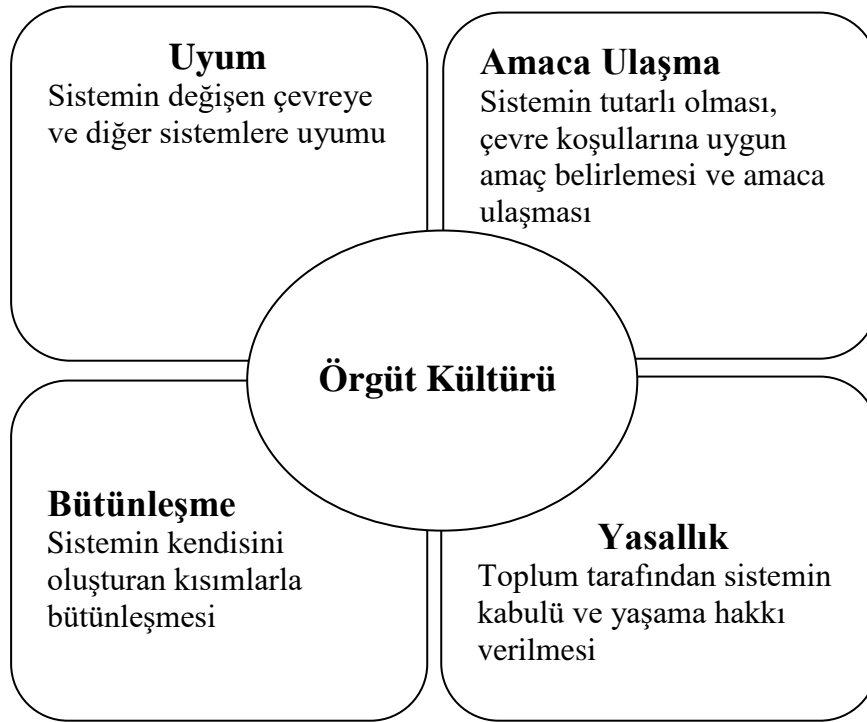 Uyum
Sistemin değişen çevreye
ve diğer sistemlere uyumu
Amaca Ulaşma
Sistemin tutarlı olması,
çevre koşullarına uygun
amaç belirlemesi ve amaca
ulaşması
Örgüt Kültürü
Bütünleşme
Sistemin kendisini
oluşturan kısımlarla
bütünleşmesi
Yasallık
Toplum tarafından sistemin
kabulü ve yaşama hakkı
verilmesi